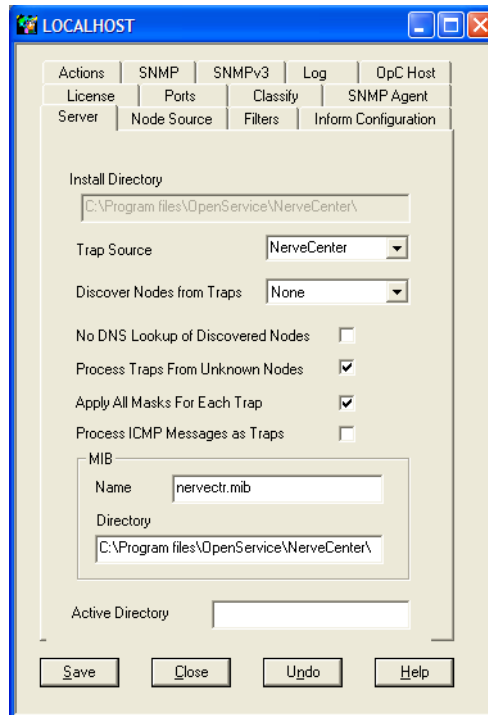 LOCALHOST
Actions SNMP SNMPv3 Log OpC Host
License Ports Classify SNMP Agent
Server Node Source Filters Inform Configuration
Install Directory
C:\Program files\OpenService\NerveCenter\
Trap Source NerveCenter
Discover Nodes from Traps None
No DNS Lookup of Discovered Nodes
Process Traps From Unknown Nodes
Apply All Masks For Each Trap
Process ICMP Messages as Traps
MIB
Name nervectr.mib
Directory
C:\Program files\OpenService\NerveCenter\
Active Directory
Save Close Undo Help